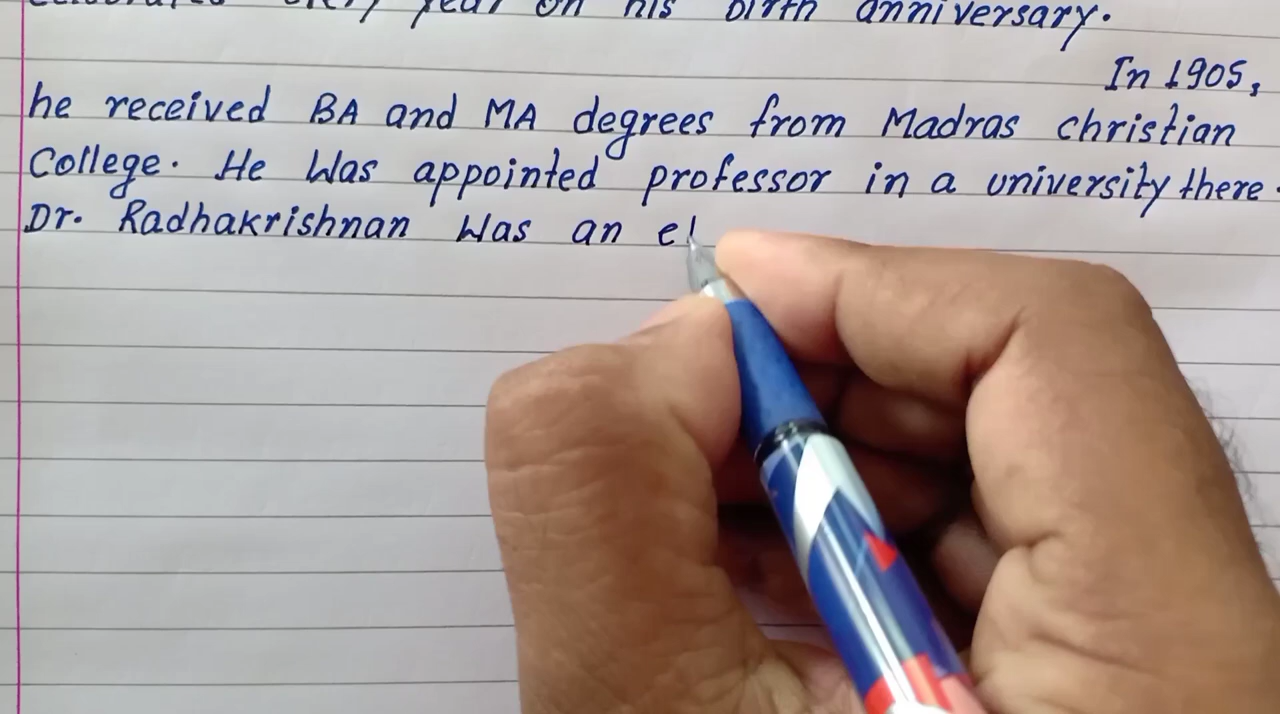 celebrated every year on his birth anniversary.
In 1905,
he received BA and MA degrees from Madras christian
College. He Was appointed professor in a university there.
Dr. Radhakrishnan Was an el